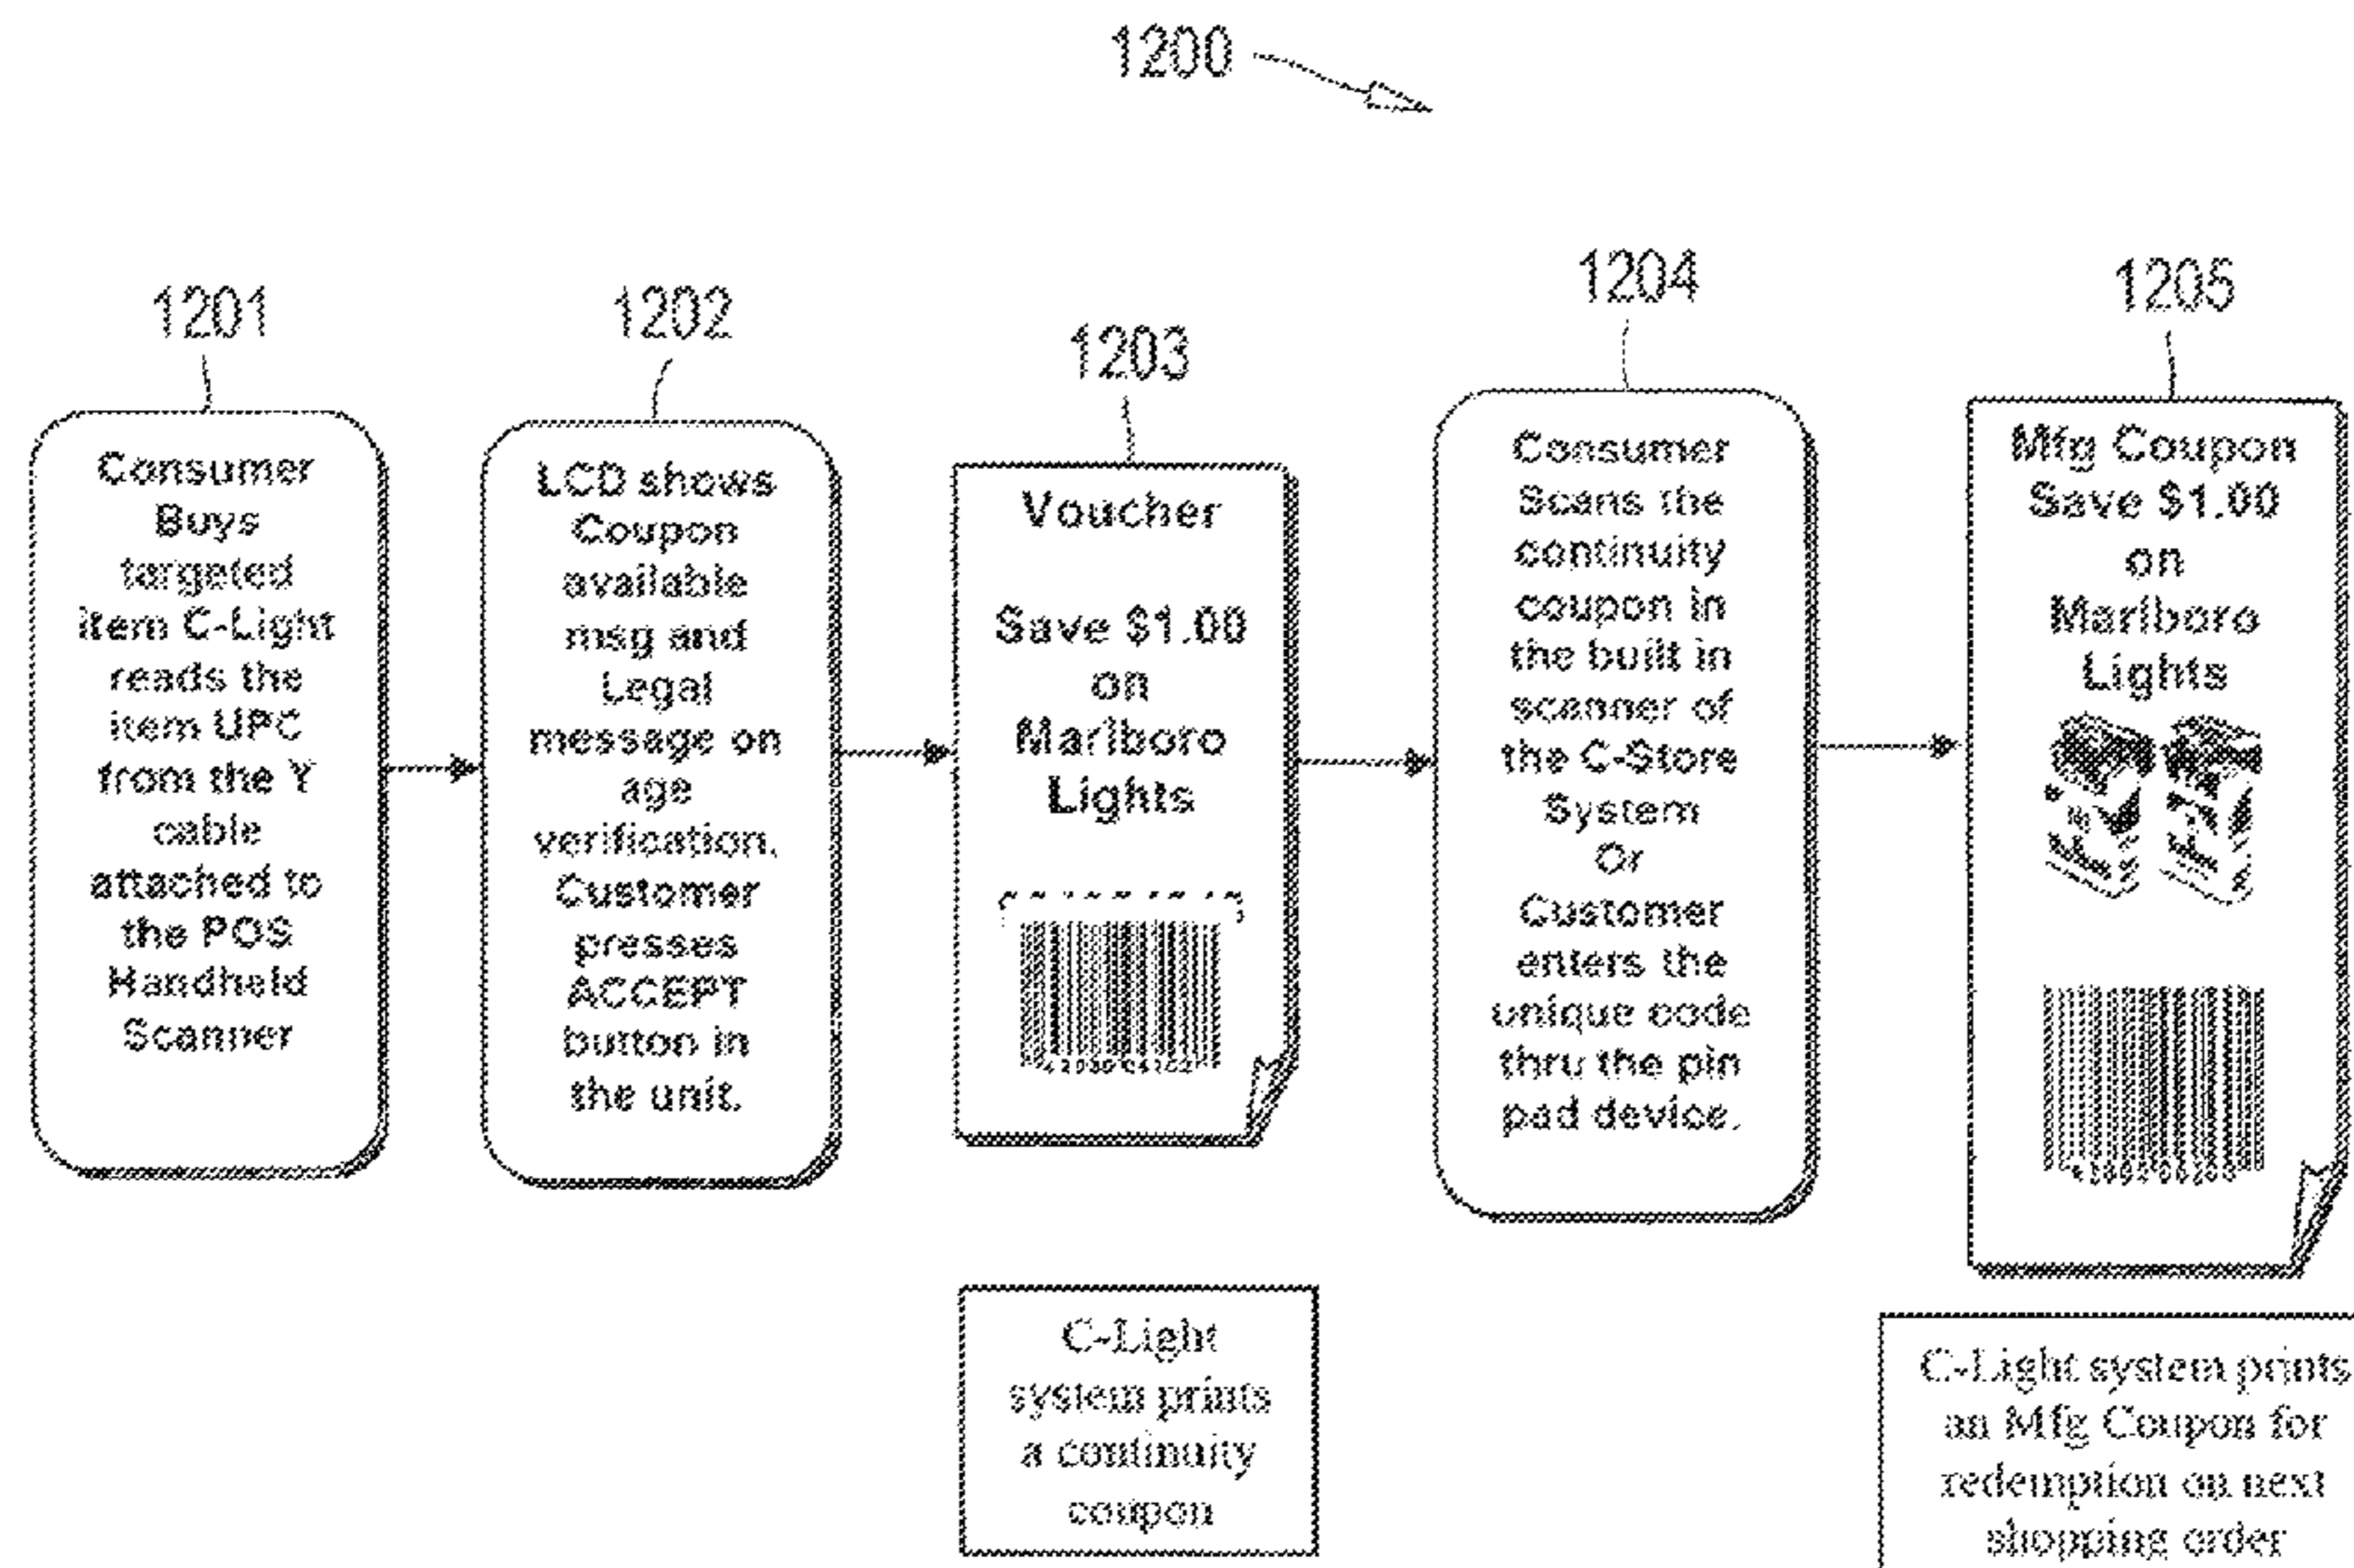 1200
1201
Consumer
Buys
targeted
item C-Light
reads the
item UPC
from the Y
cable
attached to
the POS
Handheld
Scanner
1202
LCD shows
Coupon
available
msg and
Legal
message on
age
verification.
Customer
presses
ACCEPT
button in
the unit.
1203
Voucher
Save $1.00
on
Marlboro
Lights
C-Light
system prints
a continuity
coupon
1204
Consumer
Scans the
continuity
coupon in
the built in
scanner of
the C-Store
System
Or
Customer
enters the
unique code
thru the pin
pad device.
1205
Mfg Coupon
Save $1.00
on
Marlboro
Lights
C-Light system prints
an Mfg Coupon for
redemption on next
shopping order